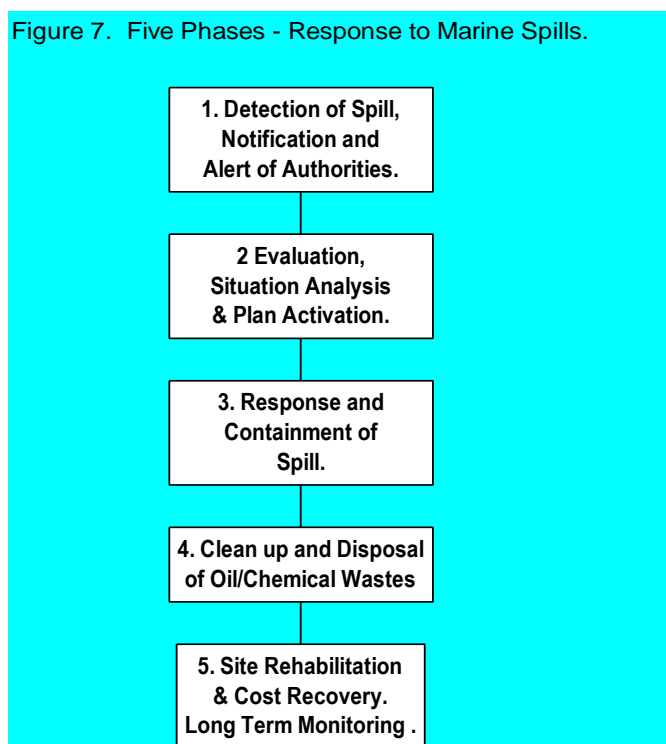 Figure 7. Five Phases - Response to Marine Spills.
1. Detection of Spill,
Notification and
Alert of Authorities.
2 Evaluation,
Situation Analysis
& Plan Activation.
3. Response and
Containment of
Spill.
4. Clean up and Disposal
of Oil/Chemical Wastes
5. Site Rehabilitation
& Cost Recovery.
Long Term Monitoring .